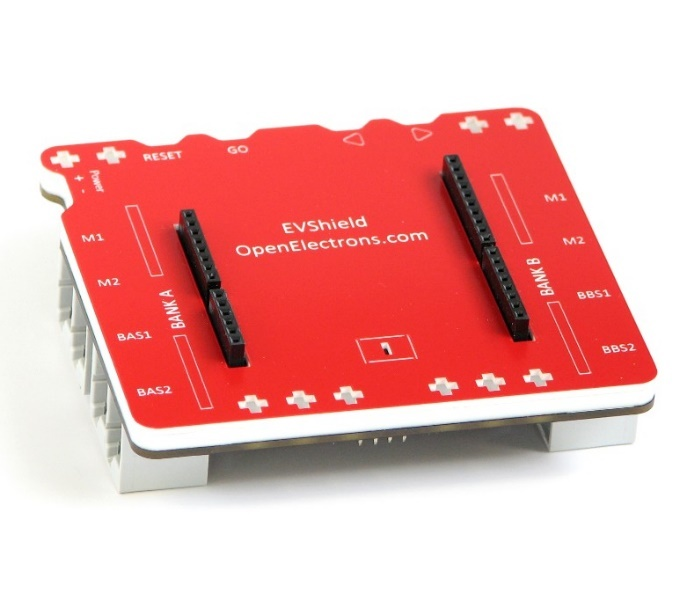 RESET
GO
+
-
Power
EVShield
OpenElectrons.com
M1
M2
BANK A
BAS1
BAS2
M1
M2
BANK B
BBS1
BBS2